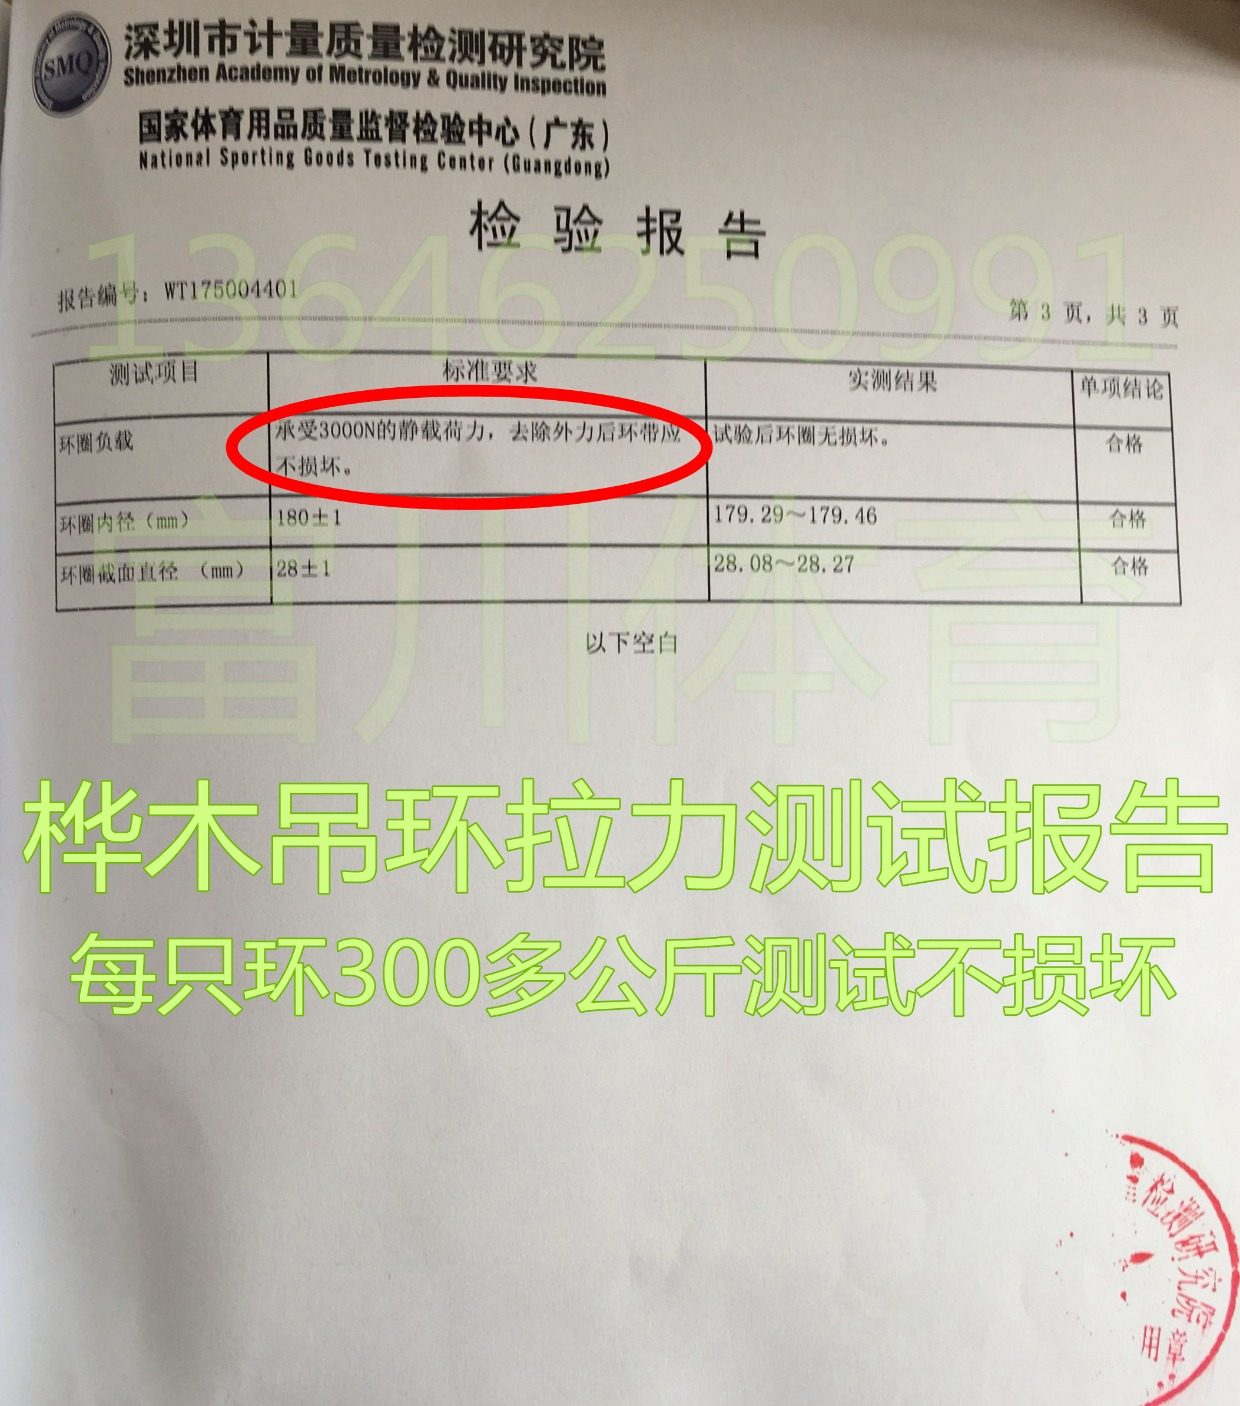 SMQ
深圳市计量质量检测研究院
Shenzhen Academy of Metrology & Quality Inspection
国家体育用品质量监督检验中心(广东)
National Sporting Goods Testing Center (Guangdong)
检验报告
13646250991
报告编号: WT175004401
第 3 页, 共 3 页
测试项目 标准要求 实测结果 单项结论
环圈负载 承受3000N的静载荷力, 去除外力后环带应不损坏。 试验后环圈无损坏。 合格
环圈内径(mm) 180±1 179.29~179.46 合格
环圈截面直径 (mm) 28±1 28.08~28.27 合格
以下空白
富川体育
桦木吊环拉力测试报告
每只环300多公斤测试不损坏
检测研究院
用章